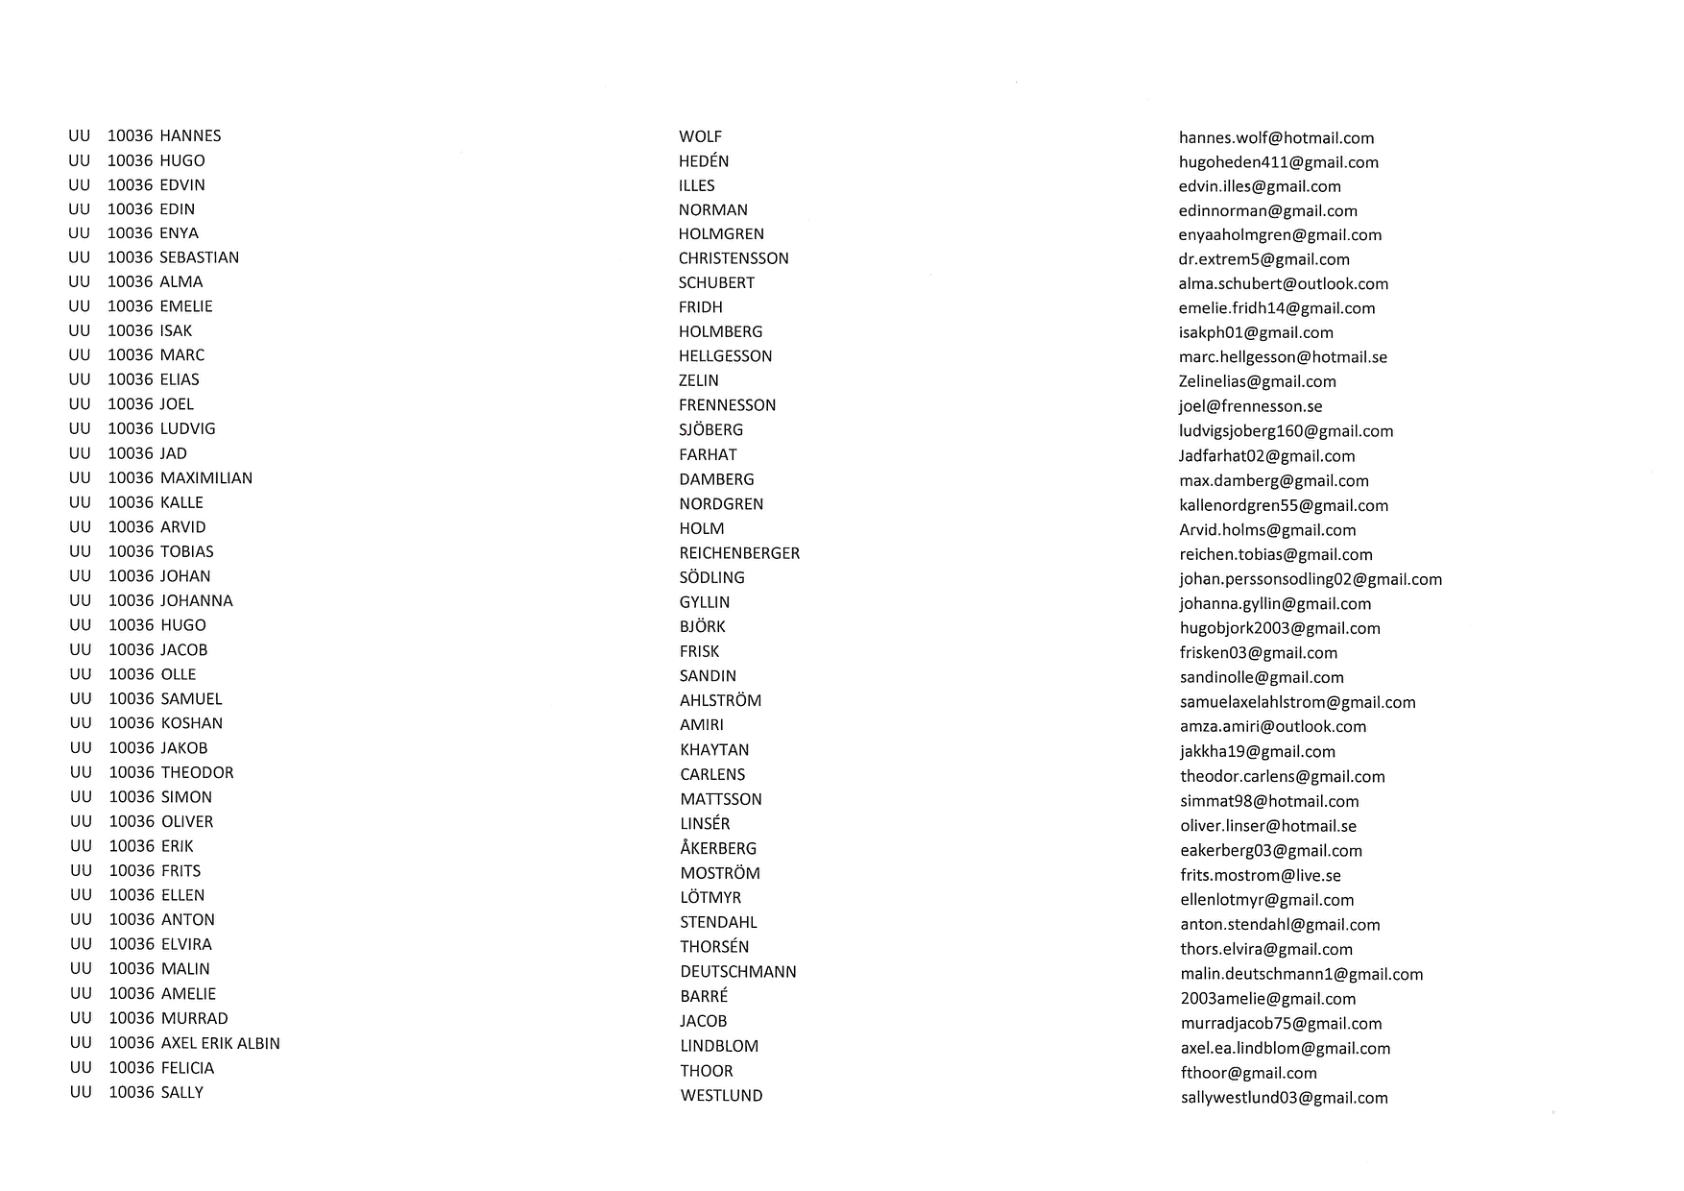 UU 10036 HANNES WOLF hannes.wolf@hotmail.com
UU 10036 HUGO HEDÉN hugoheden411@gmail.com
UU 10036 EDVIN ILLES edvin.illes@gmail.com
UU 10036 EDIN NORMAN edinnorman@gmail.com
UU 10036 ENYA HOLMGREN enyaaholmgren@gmail.com
UU 10036 SEBASTIAN CHRISTENSSON dr.extrem5@gmail.com
UU 10036 ALMA SCHUBERT alma.schubert@outlook.com
UU 10036 EMELIE FRIDH emelie.fridh14@gmail.com
UU 10036 ISAK HOLMBERG isakph01@gmail.com
UU 10036 MARC HELLGESSON marc.hellgesson@hotmail.se
UU 10036 ELIAS ZELIN Zelinelias@gmail.com
UU 10036 JOEL FRENNESSON joel@frennesson.se
UU 10036 LUDVIG SJÖBERG ludvigsjoberg160@gmail.com
UU 10036 JAD FARHAT Jadfarhat02@gmail.com
UU 10036 MAXIMILIAN DAMBERG max.damberg@gmail.com
UU 10036 KALLE NORDGREN kallenordgren55@gmail.com
UU 10036 ARVID HOLM Arvid.holms@gmail.com
UU 10036 TOBIAS REICHENBERGER reichen.tobias@gmail.com
UU 10036 JOHAN SÖDLING johan.perssonsodling02@gmail.com
UU 10036 JOHANNA GYLLIN johanna.gyllin@gmail.com
UU 10036 HUGO BJÖRK hugobjork2003@gmail.com
UU 10036 JACOB FRISK frisken03@gmail.com
UU 10036 OLLE SANDIN sandinolle@gmail.com
UU 10036 SAMUEL AHLSTRÖM samuelaxelahlstrom@gmail.com
UU 10036 KOSHAN AMIRI amza.amiri@outlook.com
UU 10036 JAKOB KHAYTAN jakkha19@gmail.com
UU 10036 THEODOR CARLENS theodor.carlens@gmail.com
UU 10036 SIMON MATTSSON simmat98@hotmail.com
UU 10036 OLIVER LINSÉR oliver.linser@hotmail.se
UU 10036 ERIK ÅKERBERG eakerberg03@gmail.com
UU 10036 FRITS MOSTRÖM frits.mostrom@live.se
UU 10036 ELLEN LÖTMYR ellenlotmyr@gmail.com
UU 10036 ANTON STENDAHL anton.stendahl@gmail.com
UU 10036 ELVIRA THORSÉN thors.elvira@gmail.com
UU 10036 MALIN DEUTSCHMANN malin.deutschmann1@gmail.com
UU 10036 AMELIE BARRÉ 2003amelie@gmail.com
UU 10036 MURRAD JACOB murradjacob75@gmail.com
UU 10036 AXEL ERIK ALBIN LINDBLOM axel.ea.lindblom@gmail.com
UU 10036 FELICIA THOOR fthoor@gmail.com
UU 10036 SALLY WESTLUND sallywestlund03@gmail.com